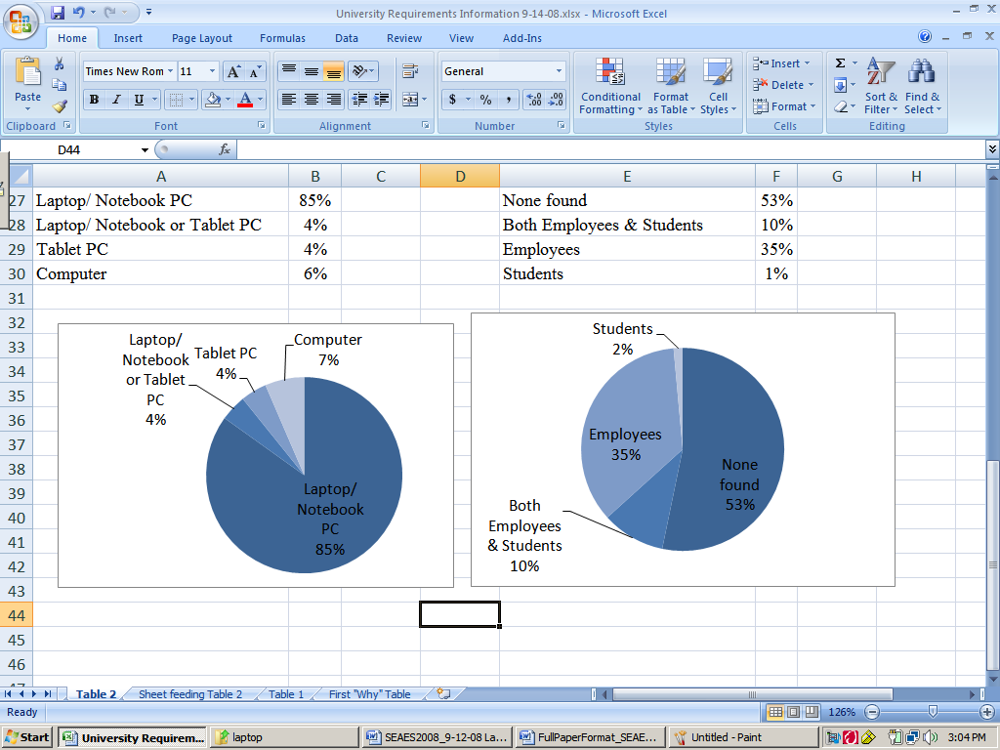 University Requirements Information 9-14-08.xlsx - Microsoft Excel
Home Insert Page Layout Formulas Data Review View Add-Ins
Paste
Times New Rom 11 A A
B I U A
General
$ % , .00 .00
Conditional Formatting
Format as Table
Cell Styles
Insert
Delete
Format
Σ
Sort & Filter
Find & Select
Clipboard Font Alignment Number Styles Cells Editing
D44 fx
A B C D E F G H
27 Laptop/ Notebook PC 85% None found 53%
28 Laptop/ Notebook or Tablet PC 4% Both Employees & Students 10%
29 Tablet PC 4% Employees 35%
30 Computer 6% Students 1%
31
32
33
34
35
36
37
38
39
40
41
42
43
44
45
46
47
Laptop/
Notebook
or Tablet
PC
4%
Tablet PC
4%
Computer
7%
Laptop/
Notebook
PC
85%
Students
2%
Employees
35%
None
found
53%
Both
Employees
& Students
10%
Table 2 Sheet feeding Table 2 Table 1 First "Why" Table
Ready 126%
Start University Requirem... laptop SEAES2008_9-12-08 La... FullPaperFormat_SEAE... Untitled - Paint 3:04 PM